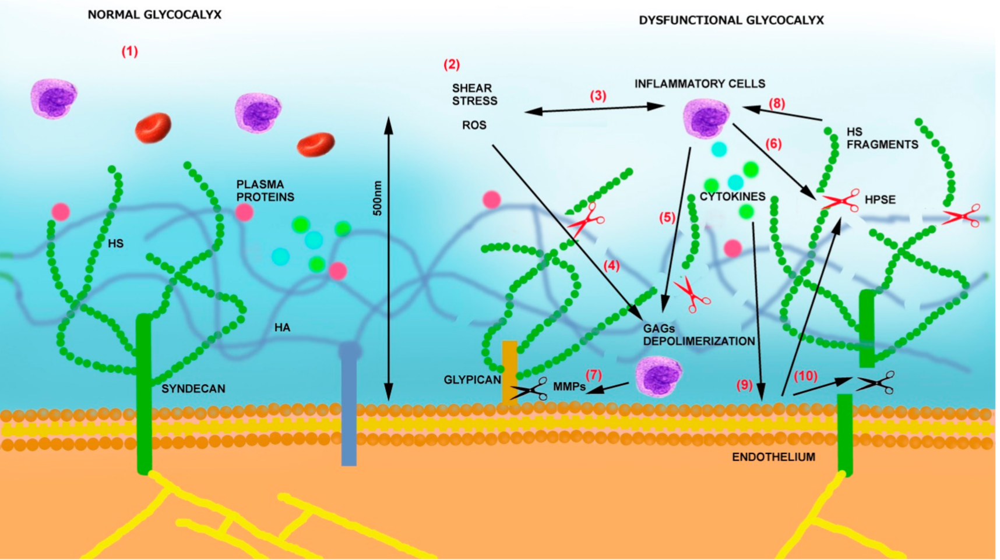 NORMAL GLYCOCALYX
DYSFUNCTIONAL GLYCOCALYX
(1)
(2)
SHEAR
STRESS
ROS
(3)
INFLAMMATORY CELLS
(8)
HS
FRAGMENTS
(6)
PLASMA
PROTEINS
500nm
CYTOKINES
HPSE
(5)
HS
(4)
HA
GAGs
DEPOLIMERIZATION
SYNDECAN
GLYPICAN
MMPs
(7)
(9)
(10)
ENDOTHELIUM